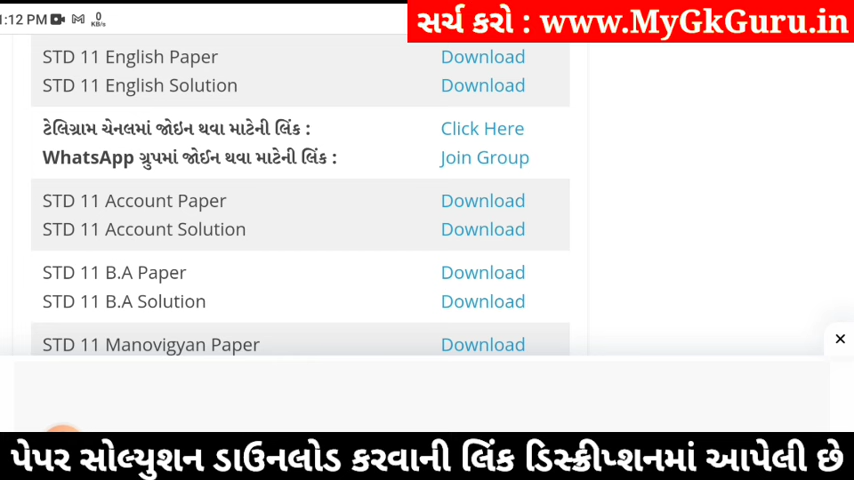 1:12 PM 0 KB/s
સર્ચ કરો : www.MyGkGuru.in
STD 11 English Paper Download
STD 11 English Solution Download
ટેલિગ્રામ ચેનલમાં જોઇન થવા માટેની લિંક : Click Here
WhatsApp ગ્રુપમાં જોઈન થવા માટેની લિંક : Join Group
STD 11 Account Paper Download
STD 11 Account Solution Download
STD 11 B.A Paper Download
STD 11 B.A Solution Download
STD 11 Manovigyan Paper Download
પેપર સોલ્યુશન ડાઉનલોડ કરવાની લિંક ડિસ્ક્રીપ્શનમાં આપેલી છે